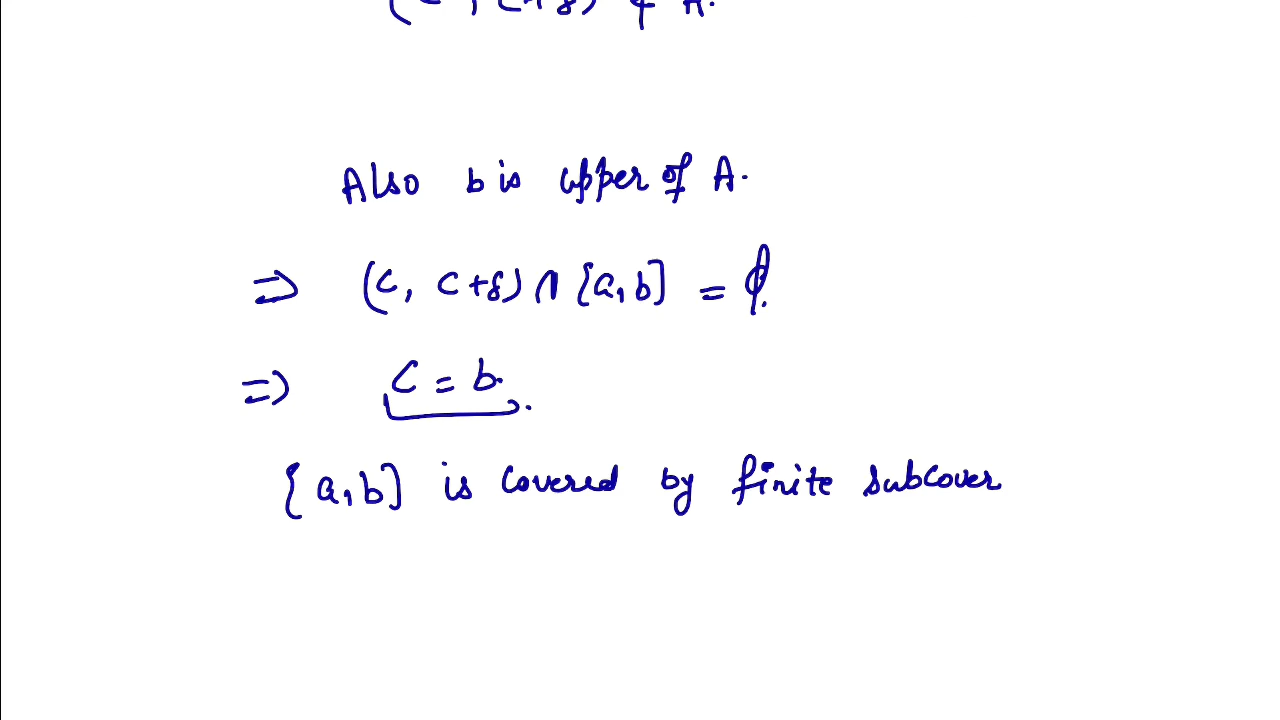 (c, c+δ) ⊄ A.
Also b is upper of A.
⇒ (c, c+δ) ∩ [a,b] = ϕ.
⇒ c = b.
[a,b] is covered by finite subcover